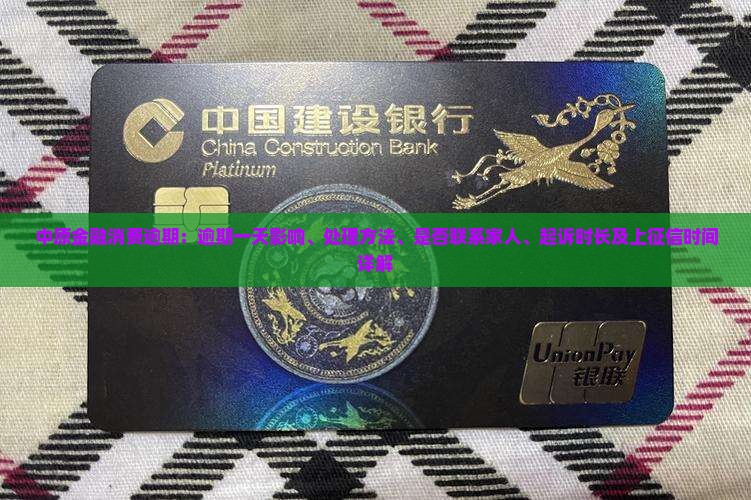 中国建设银行
China Construction Bank
Platinum
中原金融消费逾期：逾期一天影响、处理方法、是否联系家人、起诉时长及上征信时间
详解
UnionPay
银联